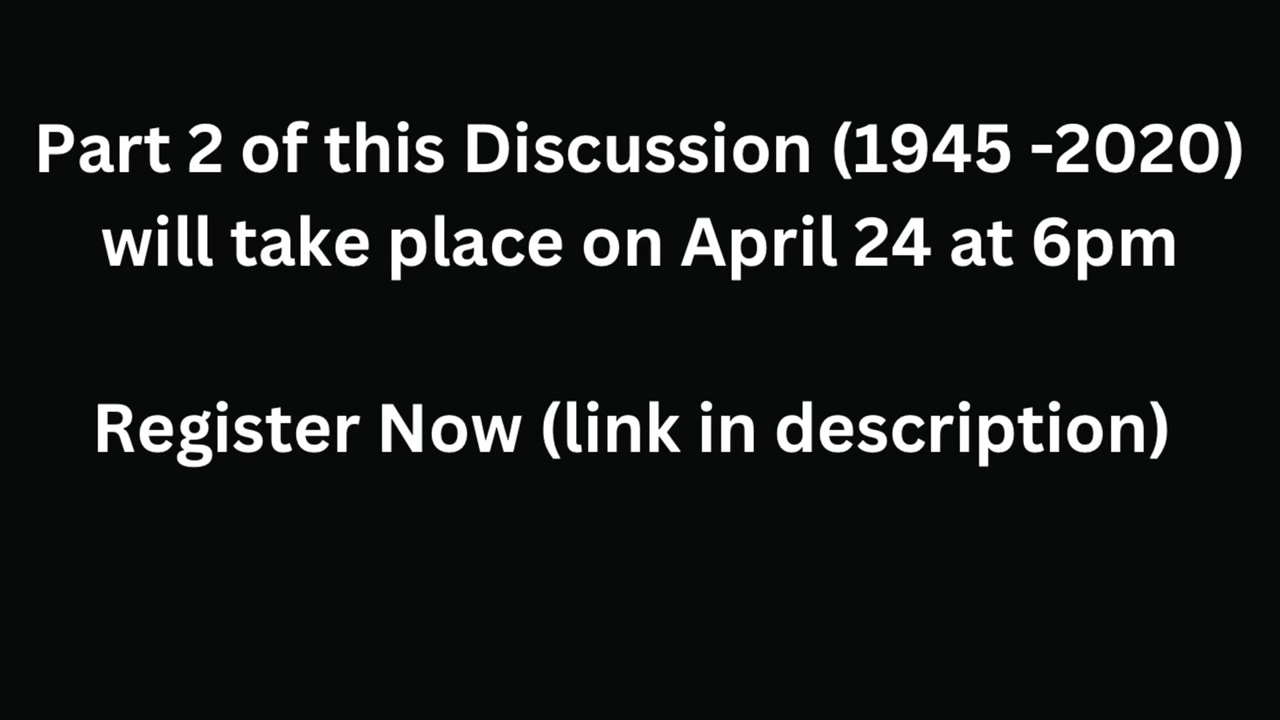 Part 2 of this Discussion (1945 -2020)
will take place on April 24 at 6pm
Register Now (link in description)